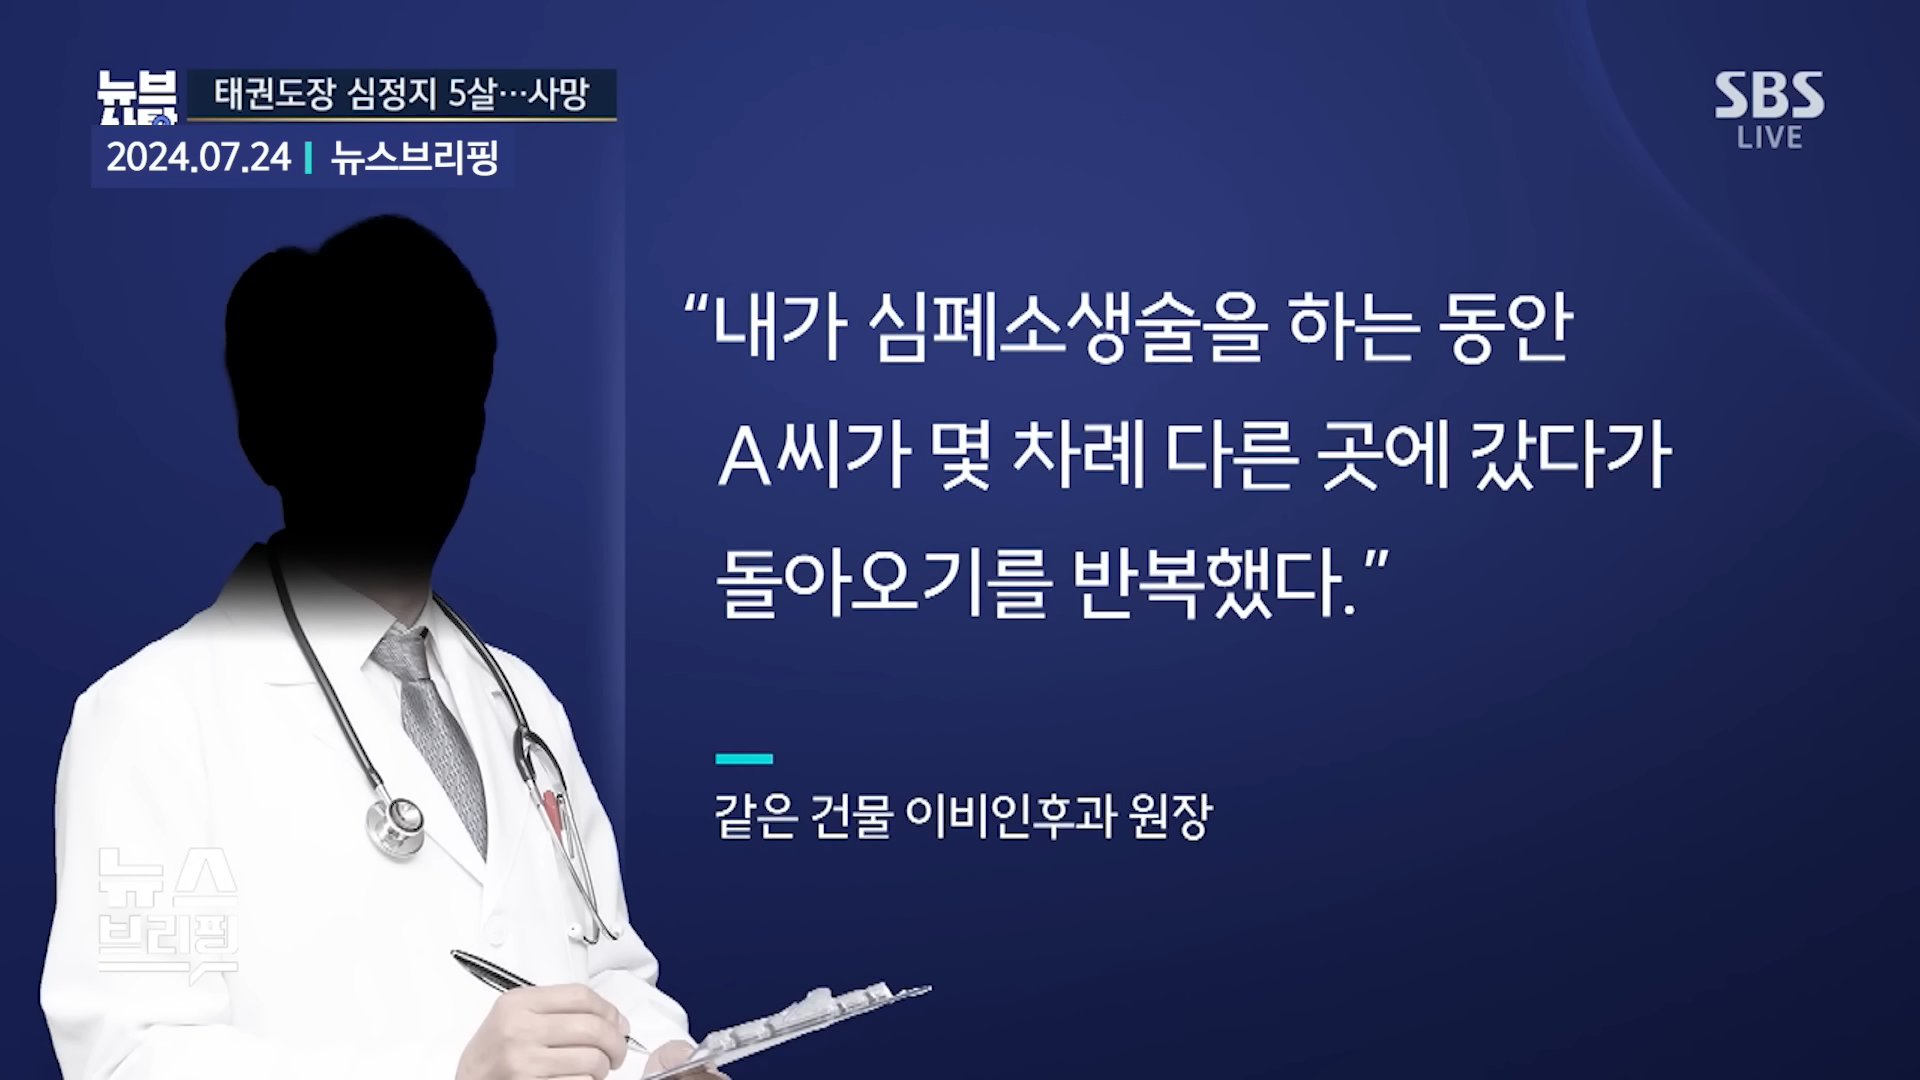 태권도장 심정지 5살…사망
SBS
LIVE
2024.07.24 | 뉴스브리핑
“내가 심폐소생술을 하는 동안
A씨가 몇 차례 다른 곳에 갔다가
돌아오기를 반복했다.”
같은 건물 이비인후과 원장
뉴스
브리핑